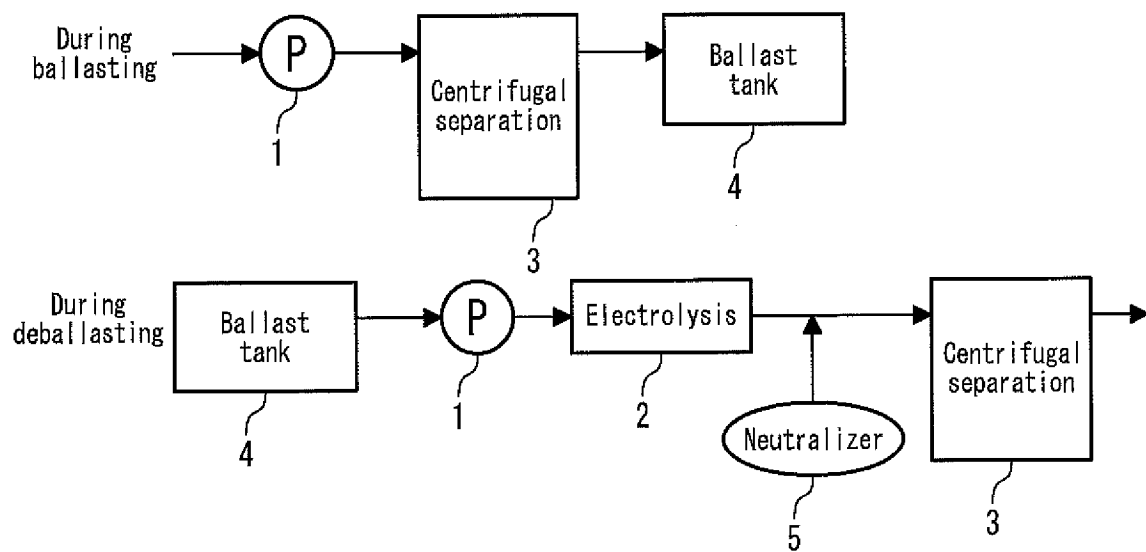 During
ballasting
P
1
Centrifugal
separation
3
Ballast
tank
4
During
deballasting
Ballast
tank
4
P
1
Electrolysis
2
Neutralizer
5
Centrifugal
separation
3